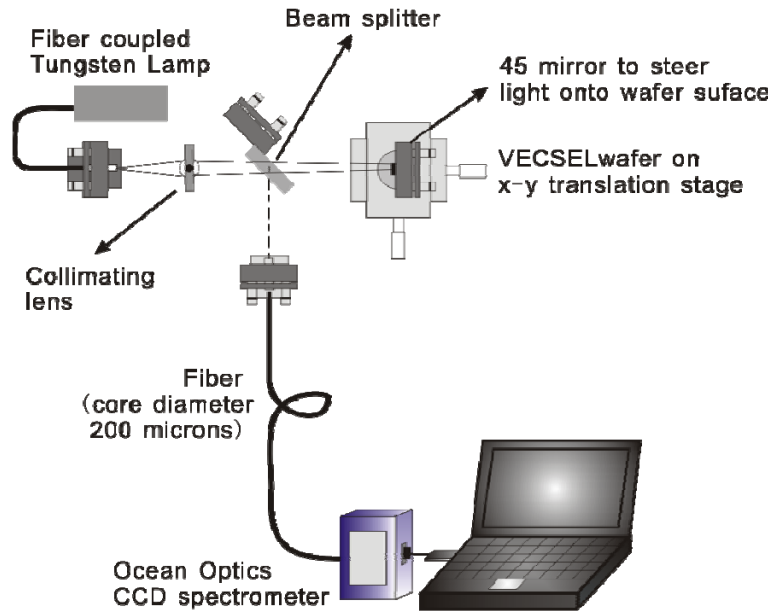 Beam splitter
Fiber coupled
Tungsten Lamp
45 mirror to steer
light onto wafer suface
VECSELwafer on
x-y translation stage
Collimating
lens
Fiber
(core diameter
200 microns)
Ocean Optics
CCD spectrometer